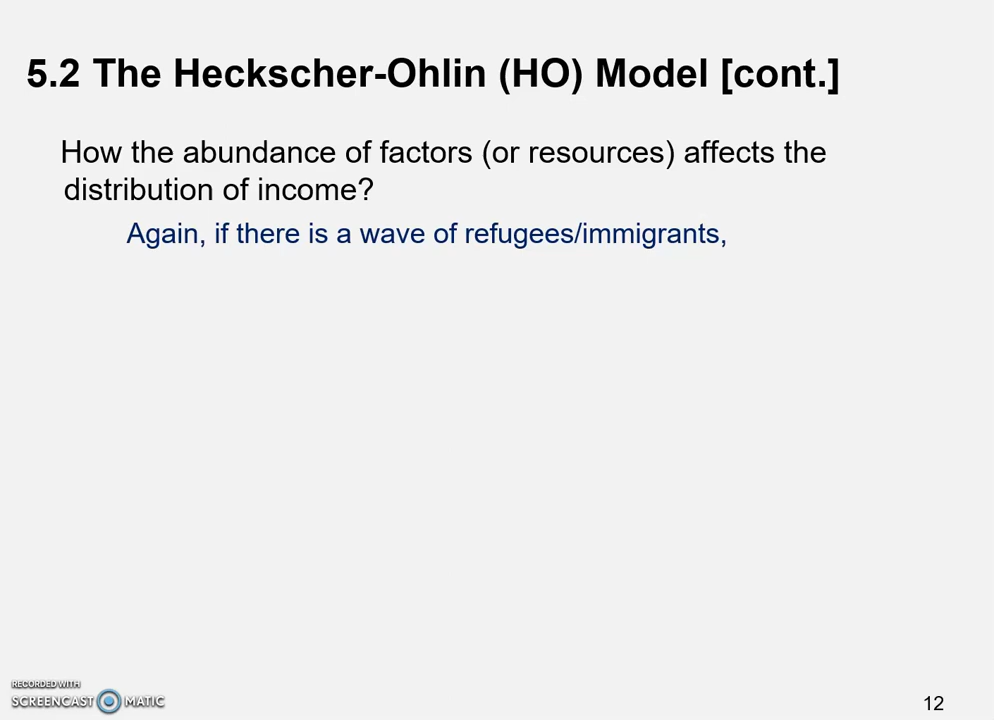 5.2 The Heckscher-Ohlin (HO) Model [cont.]
How the abundance of factors (or resources) affects the
distribution of income?
Again, if there is a wave of refugees/immigrants,
RECORDED WITH
SCREENCAST MATIC
12